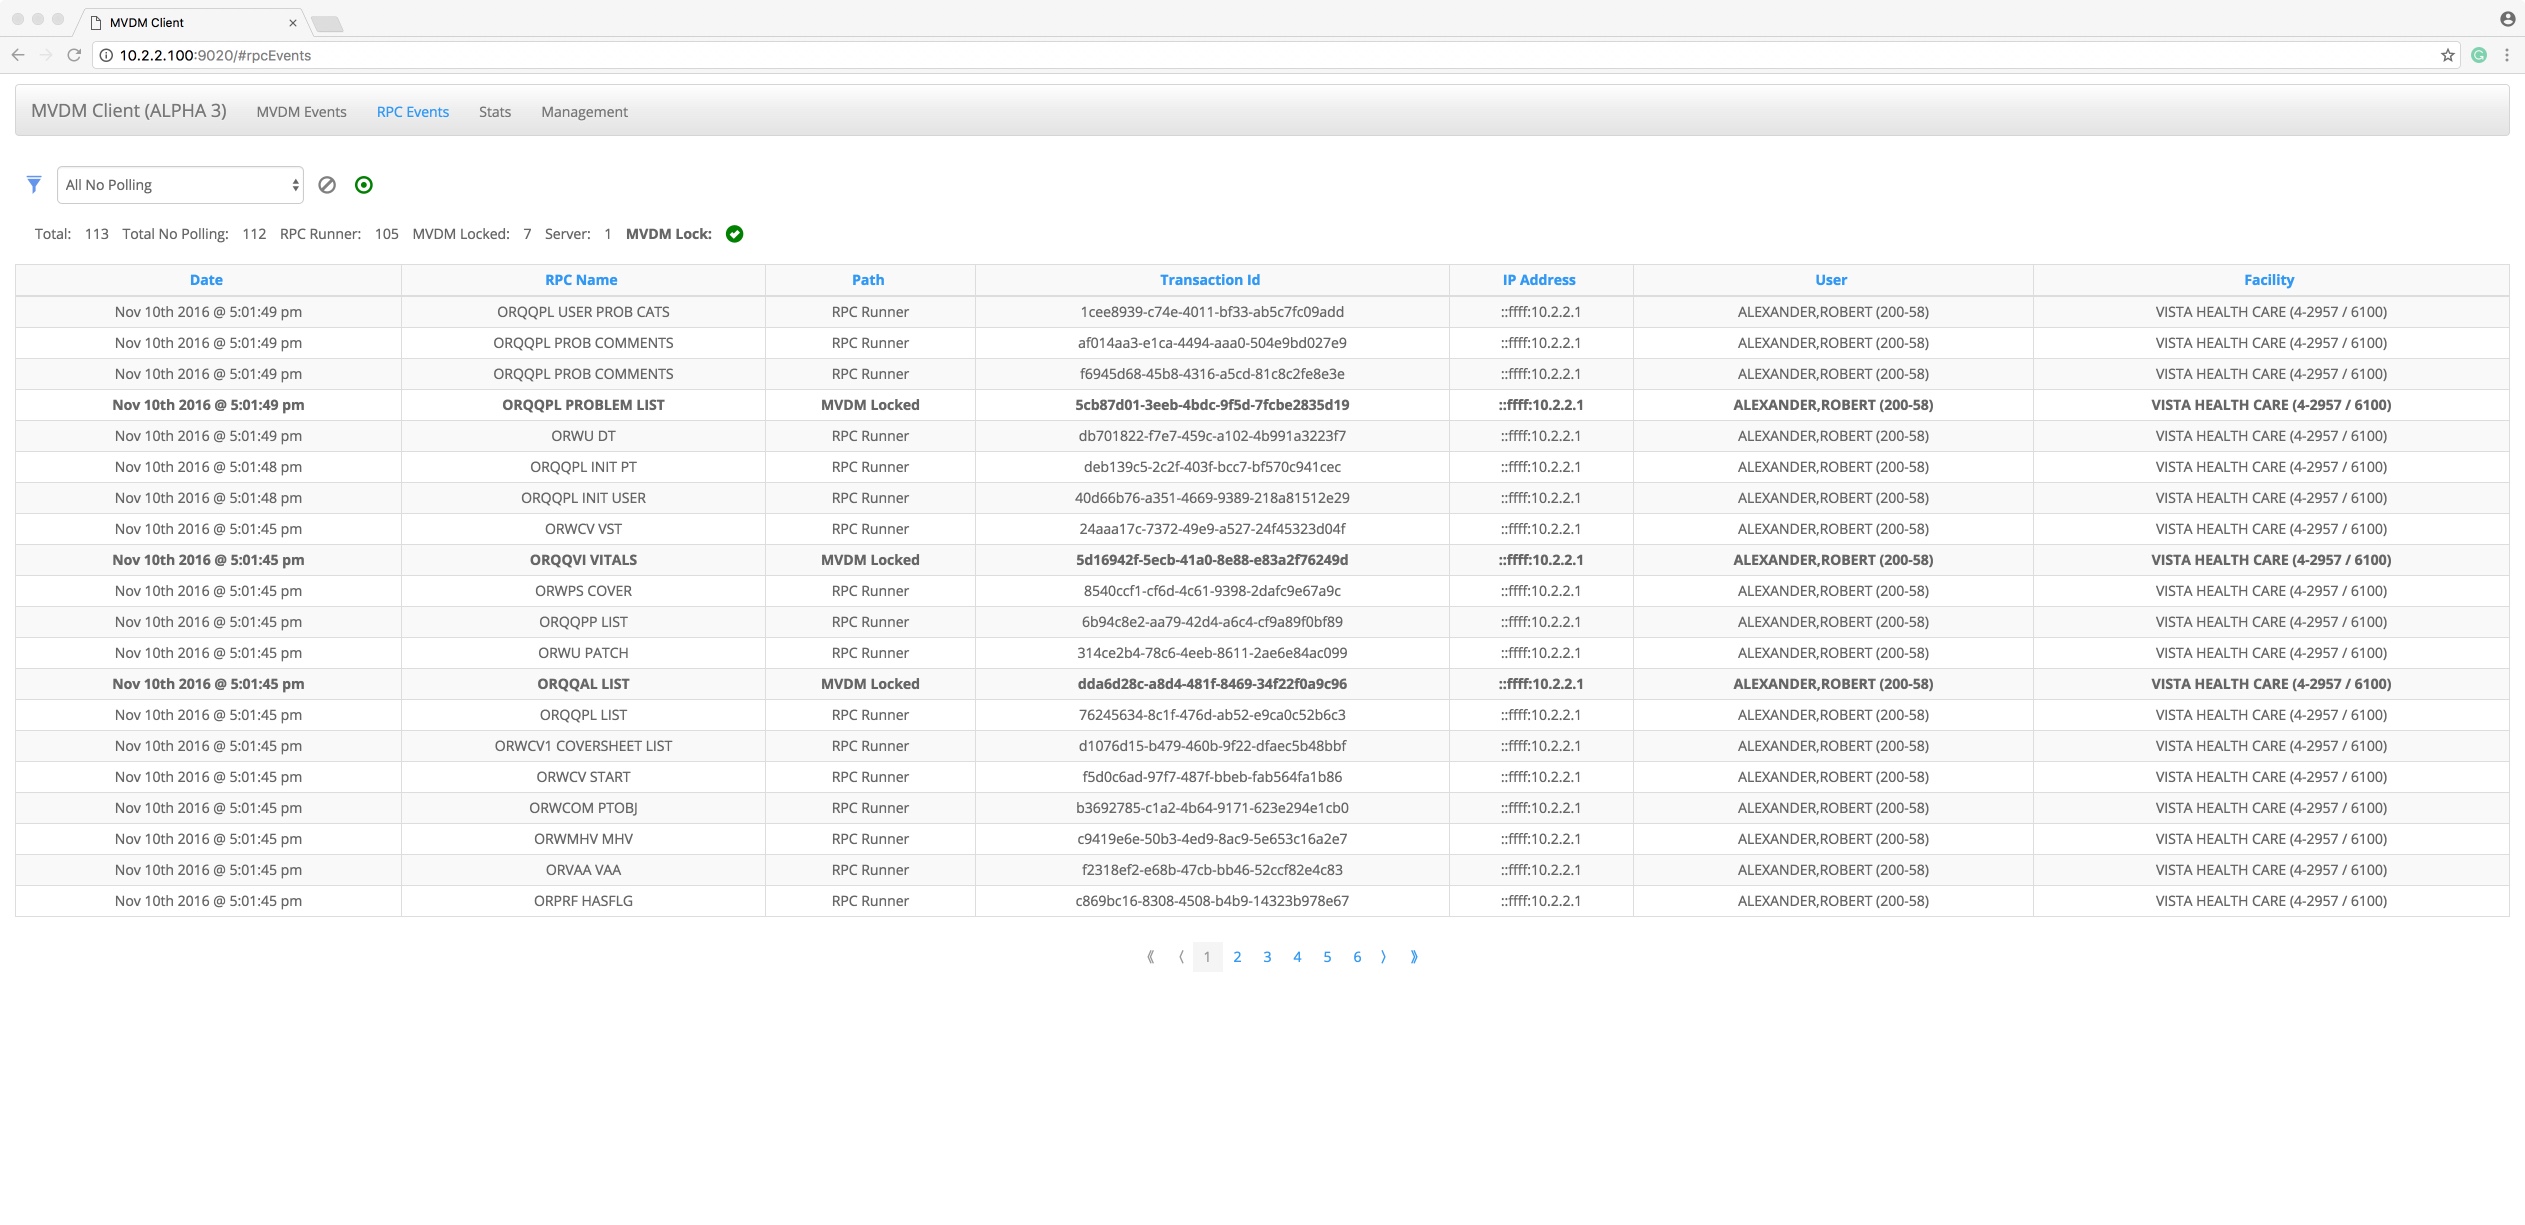 MVDM Client
10.2.2.100:9020/#rpcEvents
MVDM Client (ALPHA 3) MVDM Events RPC Events Stats Management
All No Polling
Total: 113 Total No Polling: 112 RPC Runner: 105 MVDM Locked: 7 Server: 1 MVDM Lock:
Date RPC Name Path Transaction Id IP Address User Facility
Nov 10th 2016 @ 5:01:49 pm ORQQPL USER PROB CATS RPC Runner 1cee8939-c74e-4011-bf33-ab5c7fc09add ::ffff:10.2.2.1 ALEXANDER,ROBERT (200-58) VISTA HEALTH CARE (4-2957 / 6100)
Nov 10th 2016 @ 5:01:49 pm ORQQPL PROB COMMENTS RPC Runner af014aa3-e1ca-4494-aaa0-504e9bd027e9 ::ffff:10.2.2.1 ALEXANDER,ROBERT (200-58) VISTA HEALTH CARE (4-2957 / 6100)
Nov 10th 2016 @ 5:01:49 pm ORQQPL PROB COMMENTS RPC Runner f6945d68-45b8-4316-a5cd-81c8c2fe8e3e ::ffff:10.2.2.1 ALEXANDER,ROBERT (200-58) VISTA HEALTH CARE (4-2957 / 6100)
Nov 10th 2016 @ 5:01:49 pm ORQQPL PROBLEM LIST MVDM Locked 5cb87d01-3eeb-4bdc-9f5d-7fcbe2835d19 ::ffff:10.2.2.1 ALEXANDER,ROBERT (200-58) VISTA HEALTH CARE (4-2957 / 6100)
Nov 10th 2016 @ 5:01:49 pm ORWU DT RPC Runner db701822-f7e7-459c-a102-4b991a3223f7 ::ffff:10.2.2.1 ALEXANDER,ROBERT (200-58) VISTA HEALTH CARE (4-2957 / 6100)
Nov 10th 2016 @ 5:01:48 pm ORQQPL INIT PT RPC Runner deb139c5-2c2f-403f-bcc7-bf570c941cec ::ffff:10.2.2.1 ALEXANDER,ROBERT (200-58) VISTA HEALTH CARE (4-2957 / 6100)
Nov 10th 2016 @ 5:01:48 pm ORQQPL INIT USER RPC Runner 40d66b76-a351-4669-9389-218a81512e29 ::ffff:10.2.2.1 ALEXANDER,ROBERT (200-58) VISTA HEALTH CARE (4-2957 / 6100)
Nov 10th 2016 @ 5:01:45 pm ORWCV VST RPC Runner 24aaa17c-7372-49e9-a527-24f45323d04f ::ffff:10.2.2.1 ALEXANDER,ROBERT (200-58) VISTA HEALTH CARE (4-2957 / 6100)
Nov 10th 2016 @ 5:01:45 pm ORQQVI VITALS MVDM Locked 5d16942f-5ecb-41a0-8e88-e83a2f76249d ::ffff:10.2.2.1 ALEXANDER,ROBERT (200-58) VISTA HEALTH CARE (4-2957 / 6100)
Nov 10th 2016 @ 5:01:45 pm ORWPS COVER RPC Runner 8540ccf1-cf6d-4c61-9398-2dafc9e67a9c ::ffff:10.2.2.1 ALEXANDER,ROBERT (200-58) VISTA HEALTH CARE (4-2957 / 6100)
Nov 10th 2016 @ 5:01:45 pm ORQQPP LIST RPC Runner 6b94c8e2-aa79-42d4-a6c4-cf9a89f0bf89 ::ffff:10.2.2.1 ALEXANDER,ROBERT (200-58) VISTA HEALTH CARE (4-2957 / 6100)
Nov 10th 2016 @ 5:01:45 pm ORWU PATCH RPC Runner 314ce2b4-78c6-4eeb-8611-2ae6e84ac099 ::ffff:10.2.2.1 ALEXANDER,ROBERT (200-58) VISTA HEALTH CARE (4-2957 / 6100)
Nov 10th 2016 @ 5:01:45 pm ORQQAL LIST MVDM Locked dda6d28c-a8d4-481f-8469-34f22f0a9c96 ::ffff:10.2.2.1 ALEXANDER,ROBERT (200-58) VISTA HEALTH CARE (4-2957 / 6100)
Nov 10th 2016 @ 5:01:45 pm ORQQPL LIST RPC Runner 76245634-8c1f-476d-ab52-e9ca0c52b6c3 ::ffff:10.2.2.1 ALEXANDER,ROBERT (200-58) VISTA HEALTH CARE (4-2957 / 6100)
Nov 10th 2016 @ 5:01:45 pm ORWCV1 COVERSHEET LIST RPC Runner d1076d15-b479-460b-9f22-dfaec5b48bbf ::ffff:10.2.2.1 ALEXANDER,ROBERT (200-58) VISTA HEALTH CARE (4-2957 / 6100)
Nov 10th 2016 @ 5:01:45 pm ORWCV START RPC Runner f5d0c6ad-97f7-487f-bbeb-fab564fa1b86 ::ffff:10.2.2.1 ALEXANDER,ROBERT (200-58) VISTA HEALTH CARE (4-2957 / 6100)
Nov 10th 2016 @ 5:01:45 pm ORWCOM PTOBJ RPC Runner b3692785-c1a2-4b64-9171-623e294e1cb0 ::ffff:10.2.2.1 ALEXANDER,ROBERT (200-58) VISTA HEALTH CARE (4-2957 / 6100)
Nov 10th 2016 @ 5:01:45 pm ORWMHV MHV RPC Runner c9419e6e-50b3-4ed9-8ac9-5e653c16a2e7 ::ffff:10.2.2.1 ALEXANDER,ROBERT (200-58) VISTA HEALTH CARE (4-2957 / 6100)
Nov 10th 2016 @ 5:01:45 pm ORVAA VAA RPC Runner f2318ef2-e68b-47cb-bb46-52ccf82e4c83 ::ffff:10.2.2.1 ALEXANDER,ROBERT (200-58) VISTA HEALTH CARE (4-2957 / 6100)
Nov 10th 2016 @ 5:01:45 pm ORPRF HASFLG RPC Runner c869bc16-8308-4508-b4b9-14323b978e67 ::ffff:10.2.2.1 ALEXANDER,ROBERT (200-58) VISTA HEALTH CARE (4-2957 / 6100)
⟪ ⟨ 1 2 3 4 5 6 ⟩ ⟫